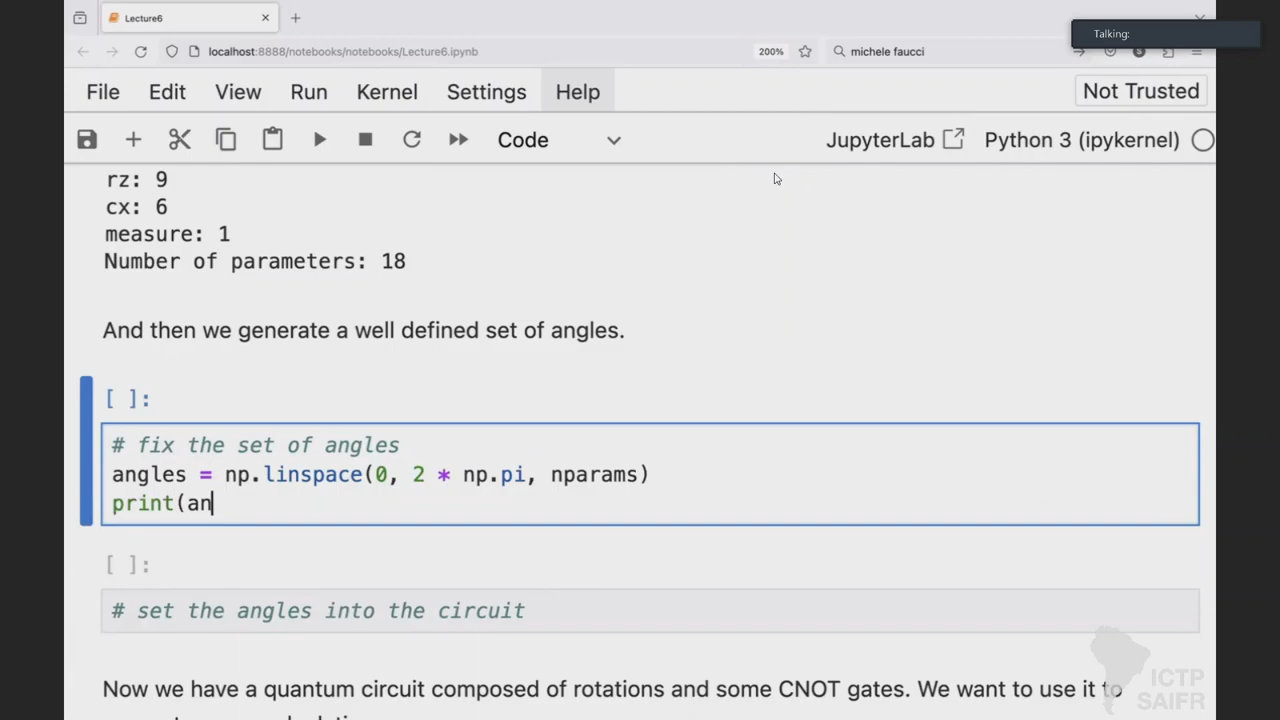 Lecture6
Talking:
localhost:8888/notebooks/notebooks/Lecture6.ipynb
200%
michele faucci
File Edit View Run Kernel Settings Help
Not Trusted
Code
JupyterLab
Python 3 (ipykernel)
rz: 9
cx: 6
measure: 1
Number of parameters: 18
And then we generate a well defined set of angles.
[ ]:
# fix the set of angles
angles = np.linspace(0, 2 * np.pi, nparams)
print(an
[ ]:
# set the angles into the circuit
Now we have a quantum circuit composed of rotations and some CNOT gates. We want to use it to
ICTP
SAIFR